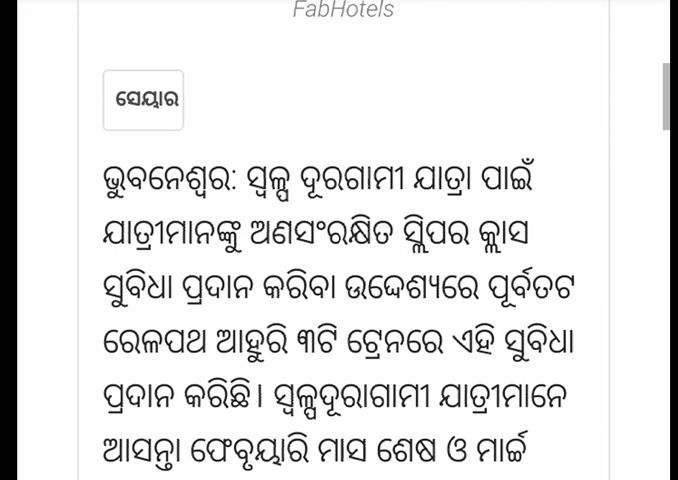 FabHotels
ସେୟାର
ଭୁବନେଶ୍ୱର: ସ୍ୱଳ୍ପ ଦୂରଗାମୀ ଯାତ୍ରା ପାଇଁ
ଯାତ୍ରୀମାନଙ୍କୁ ଅଣସଂରକ୍ଷିତ ସ୍ଲିପର କ୍ଲାସ
ସୁବିଧା ପ୍ରଦାନ କରିବା ଉଦ୍ଦେଶ୍ୟରେ ପୂର୍ବତଟ
ରେଳପଥ ଆହୁରି ୩ଟି ଟ୍ରେନରେ ଏହି ସୁବିଧା
ପ୍ରଦାନ କରିଛି। ସ୍ୱଳ୍ପଦୂରାଗାମୀ ଯାତ୍ରୀମାନେ
ଆସନ୍ତା ଫେବୃୟାରି ମାସ ଶେଷ ଓ ମାର୍ଚ୍ଚ